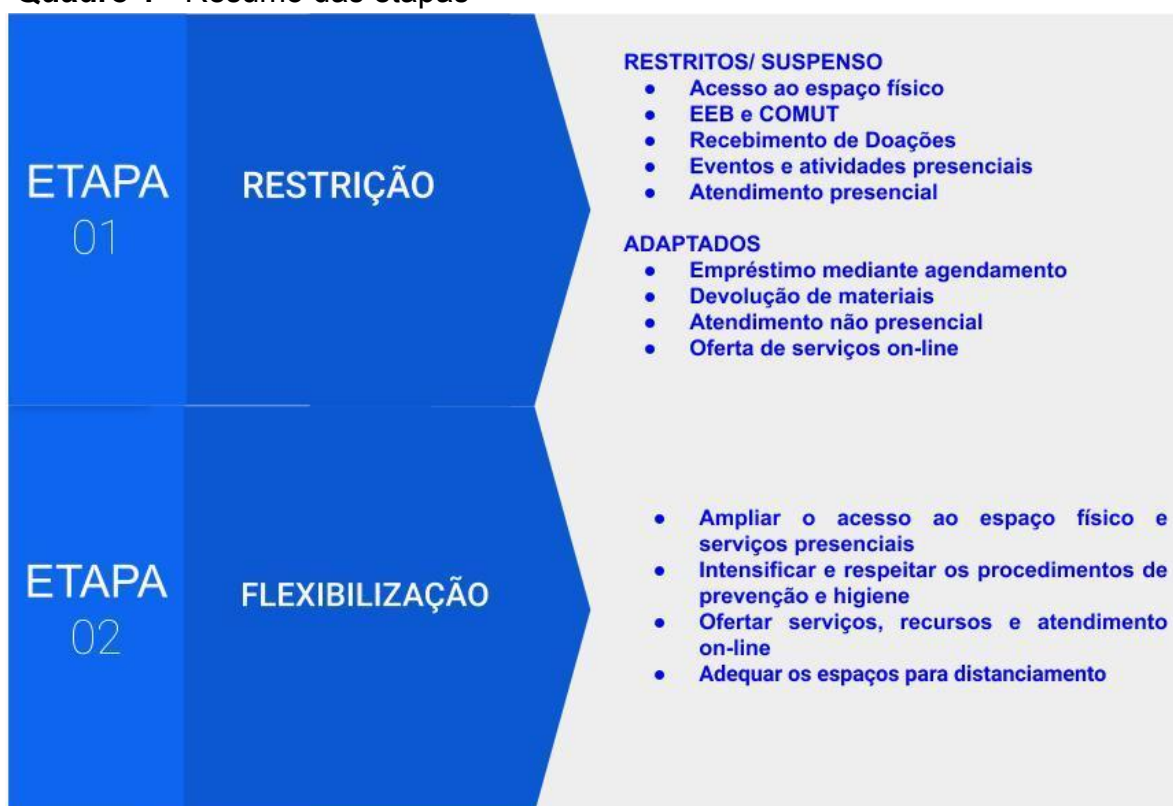 Resumo das etapas
ETAPA
01
RESTRIÇÃO
RESTRITOS/ SUSPENSO
● Acesso ao espaço físico
● EEB e COMUT
● Recebimento de Doações
● Eventos e atividades presenciais
● Atendimento presencial
ADAPTADOS
● Empréstimo mediante agendamento
● Devolução de materiais
● Atendimento não presencial
● Oferta de serviços on-line
ETAPA
02
FLEXIBILIZAÇÃO
● Ampliar o acesso ao espaço físico e
serviços presenciais
● Intensificar e respeitar os procedimentos de
prevenção e higiene
● Ofertar serviços, recursos e atendimento
on-line
● Adequar os espaços para distanciamento